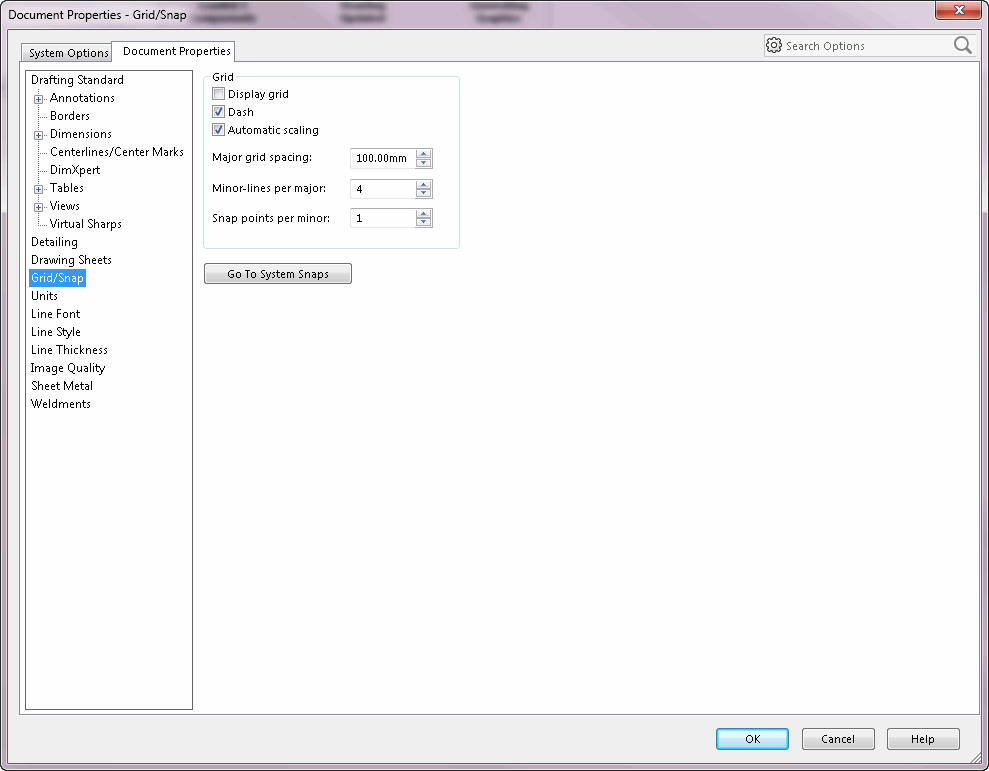 Document Properties - Grid/Snap
System Options
Document Properties
Search Options
Drafting Standard
Annotations
Borders
Dimensions
Centerlines/Center Marks
DimXpert
Tables
Views
Virtual Sharps
Detailing
Drawing Sheets
Grid/Snap
Units
Line Font
Line Style
Line Thickness
Image Quality
Sheet Metal
Weldments
Grid
Display grid
Dash
Automatic scaling
Major grid spacing: 100.00mm
Minor-lines per major: 4
Snap points per minor: 1
Go To System Snaps
OK
Cancel
Help